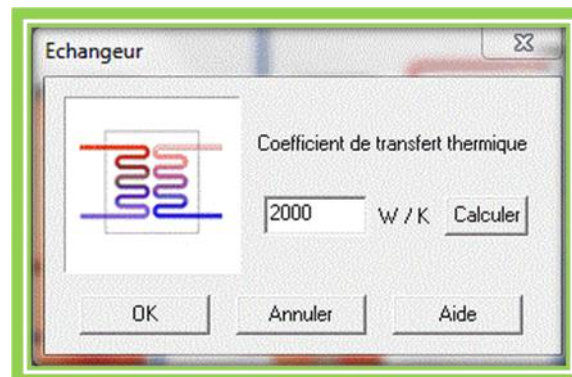 Echangeur
Coefficient de transfert thermique
2000 W / K Calculer
OK Annuler Aide